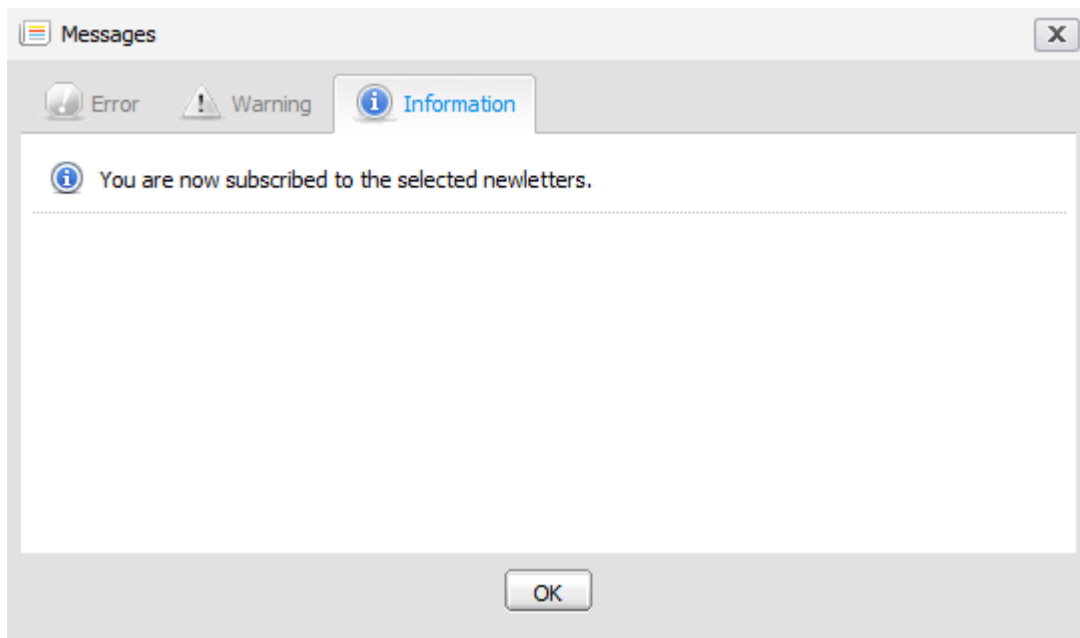 Messages
Error Warning Information
You are now subscribed to the selected newletters.
OK